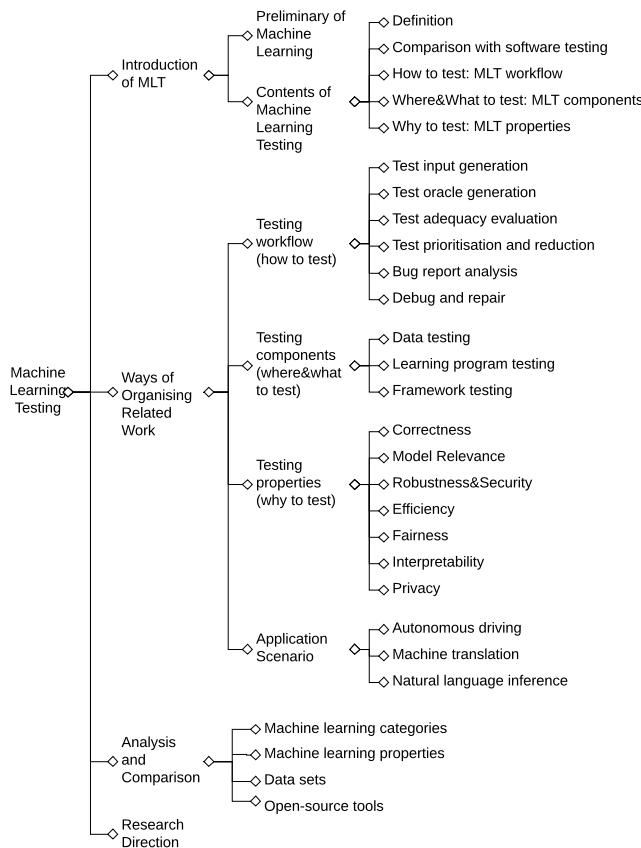 Machine
Learning
Testing
Introduction
of MLT
Preliminary of
Machine
Learning
Contents of
Machine
Learning
Testing
Definition
Comparison with software testing
How to test: MLT workflow
Where&What to test: MLT components
Why to test: MLT properties
Ways of
Organising
Related
Work
Testing
workflow
(how to test)
Test input generation
Test oracle generation
Test adequacy evaluation
Test prioritisation and reduction
Bug report analysis
Debug and repair
Testing
components
(where&what
to test)
Data testing
Learning program testing
Framework testing
Testing
properties
(why to test)
Correctness
Model Relevance
Robustness&Security
Efficiency
Fairness
Interpretability
Privacy
Application
Scenario
Autonomous driving
Machine translation
Natural language inference
Analysis
and
Comparison
Machine learning categories
Machine learning properties
Data sets
Open-source tools
Research
Direction